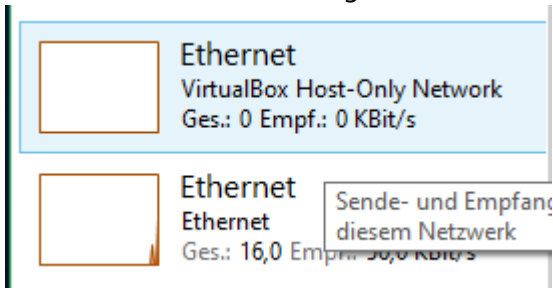 Ethernet
VirtualBox Host-Only Network
Ges.: 0 Empf.: 0 KBit/s
Ethernet
Ethernet
Ges.: 16,0
Sende- und Empfang
diesem Netzwerk